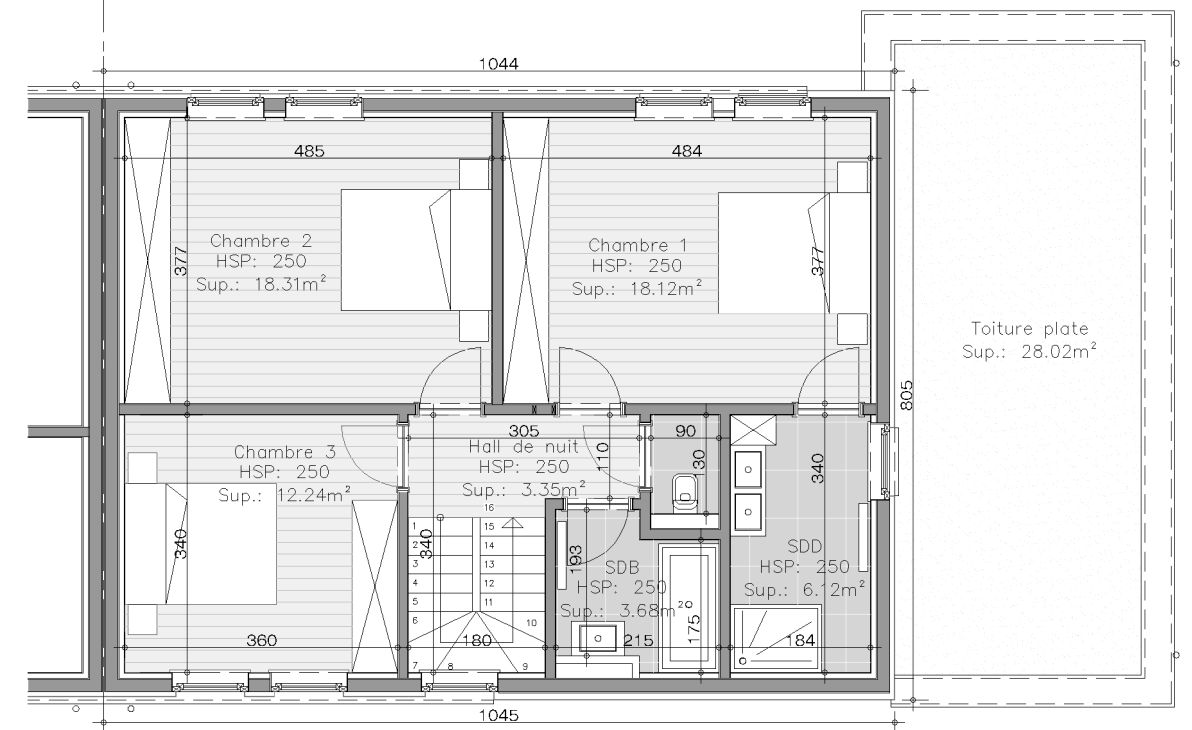 1044
485
484
Chambre 2
HSP: 250
Sup.: 18.31m²
377
Chambre 1
HSP: 250
Sup.: 18.12m²
377
Toiture plate
Sup.: 28.02m²
805
305
90
Hall de nuit
HSP: 250
Sup.: 3.35m²
110
130
340
Chambre 3
HSP: 250
Sup.: 12.24m²
340
340
16
1
15
2
14
3
13
4
12
5
11
6
10
7
8
9
193
SDB
HSP: 250
Sup.: 3.68m²
175
SDD
HSP: 250
Sup.: 6.12m²
360
180
215
184
1045